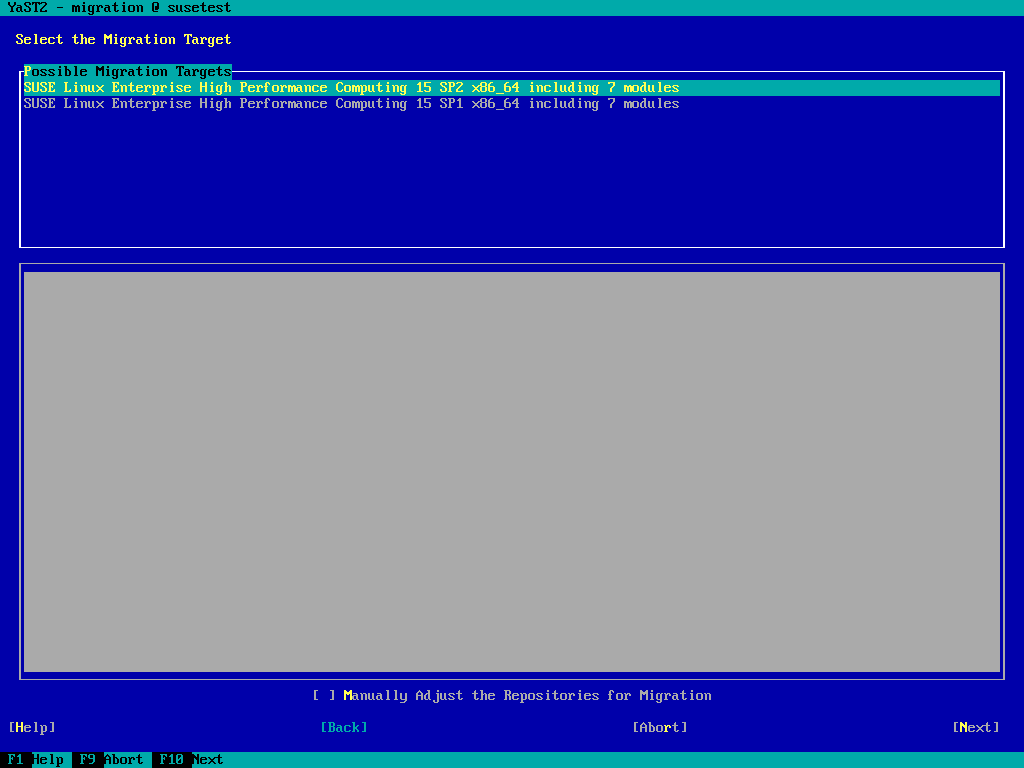 YaST2 - migration @ susetest
Select the Migration Target
Possible Migration Targets
SUSE Linux Enterprise High Performance Computing 15 SP2 x86_64 including 7 modules
SUSE Linux Enterprise High Performance Computing 15 SP1 x86_64 including 7 modules
[ ] Manually Adjust the Repositories for Migration
[Help] [Back] [Abort] [Next]
F1 Help F9 Abort F10 Next